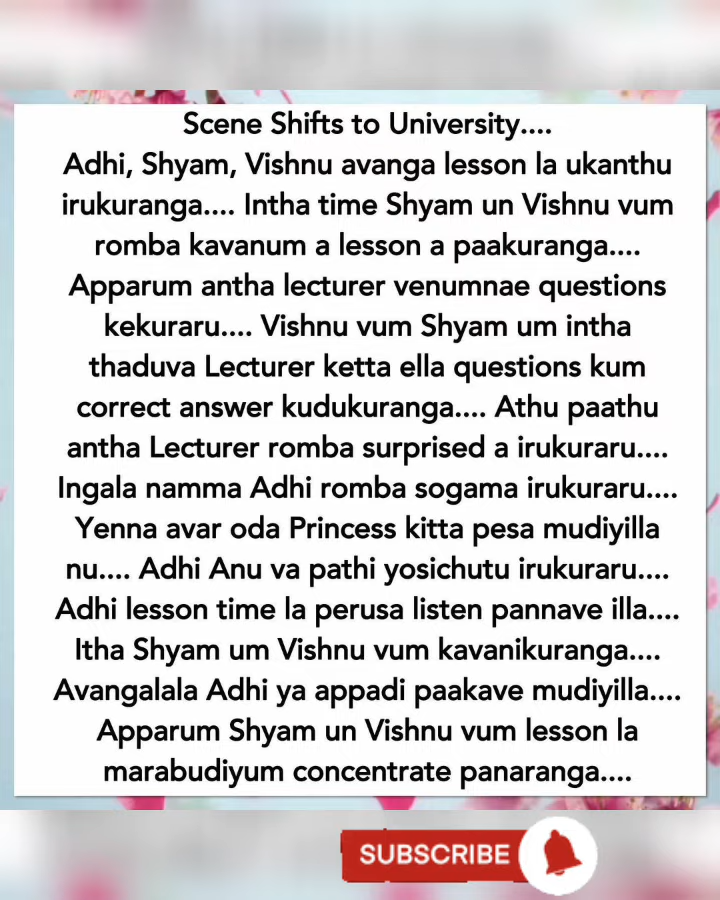 Scene Shifts to University....
Adhi, Shyam, Vishnu avanga lesson la ukanthu
irukuranga.... Intha time Shyam un Vishnu vum
romba kavanum a lesson a paakuranga....
Apparum antha lecturer venumnae questions
kekuraru.... Vishnu vum Shyam um intha
thaduva Lecturer ketta ella questions kum
correct answer kudukuranga.... Athu paathu
antha Lecturer romba surprised a irukuraru....
Ingala namma Adhi romba sogama irukuraru....
Yenna avar oda Princess kitta pesa mudiyilla
nu.... Adhi Anu va pathi yosichutu irukuraru....
Adhi lesson time la perusa listen pannave illa....
Itha Shyam um Vishnu vum kavanikuranga....
Avangalala Adhi ya appadi paakave mudiyilla....
Apparum Shyam un Vishnu vum lesson la
marabudiyum concentrate panaranga....
SUBSCRIBE